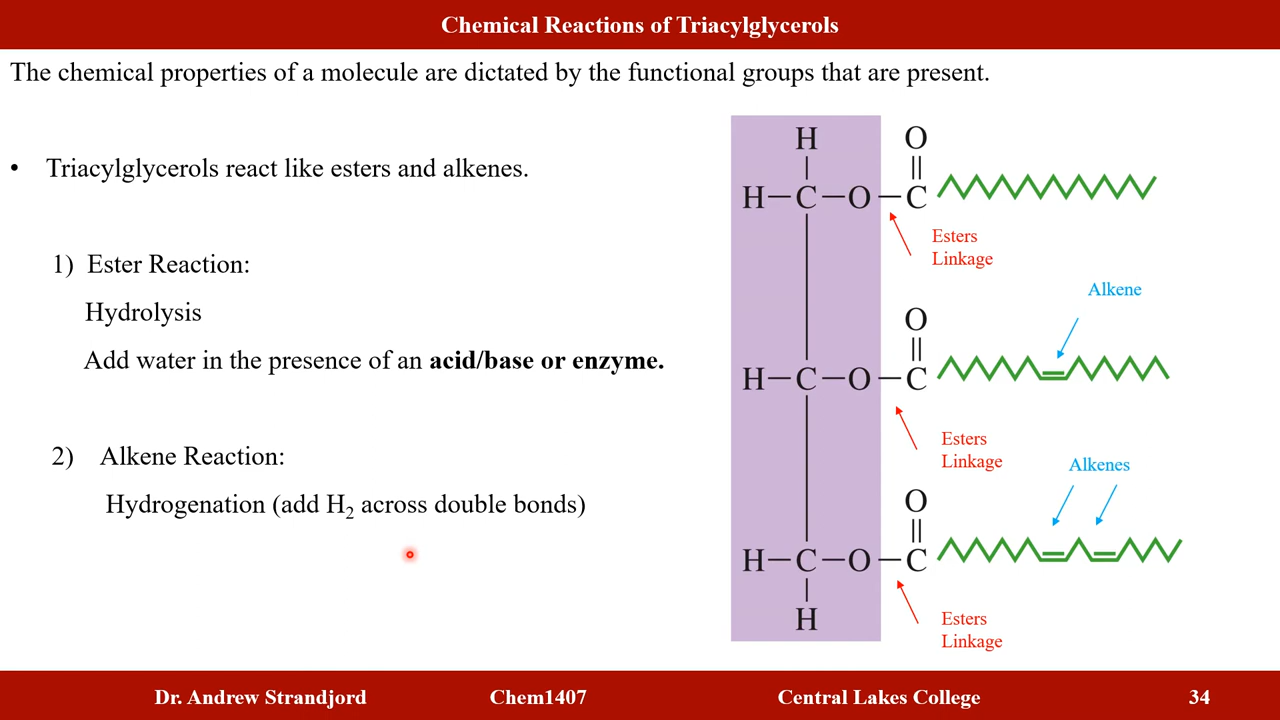 Chemical Reactions of Triacylglycerols
The chemical properties of a molecule are dictated by the functional groups that are present.
• Triacylglycerols react like esters and alkenes.
1) Ester Reaction:
Hydrolysis
Add water in the presence of an acid/base or enzyme.
2) Alkene Reaction:
Hydrogenation (add H₂ across double bonds)
H O
H—C—O—C
Esters
Linkage
Alkene
O
H—C—O—C
Esters
Linkage
Alkenes
O
H—C—O—C
H
Esters
Linkage
Dr. Andrew Strandjord Chem1407 Central Lakes College 34